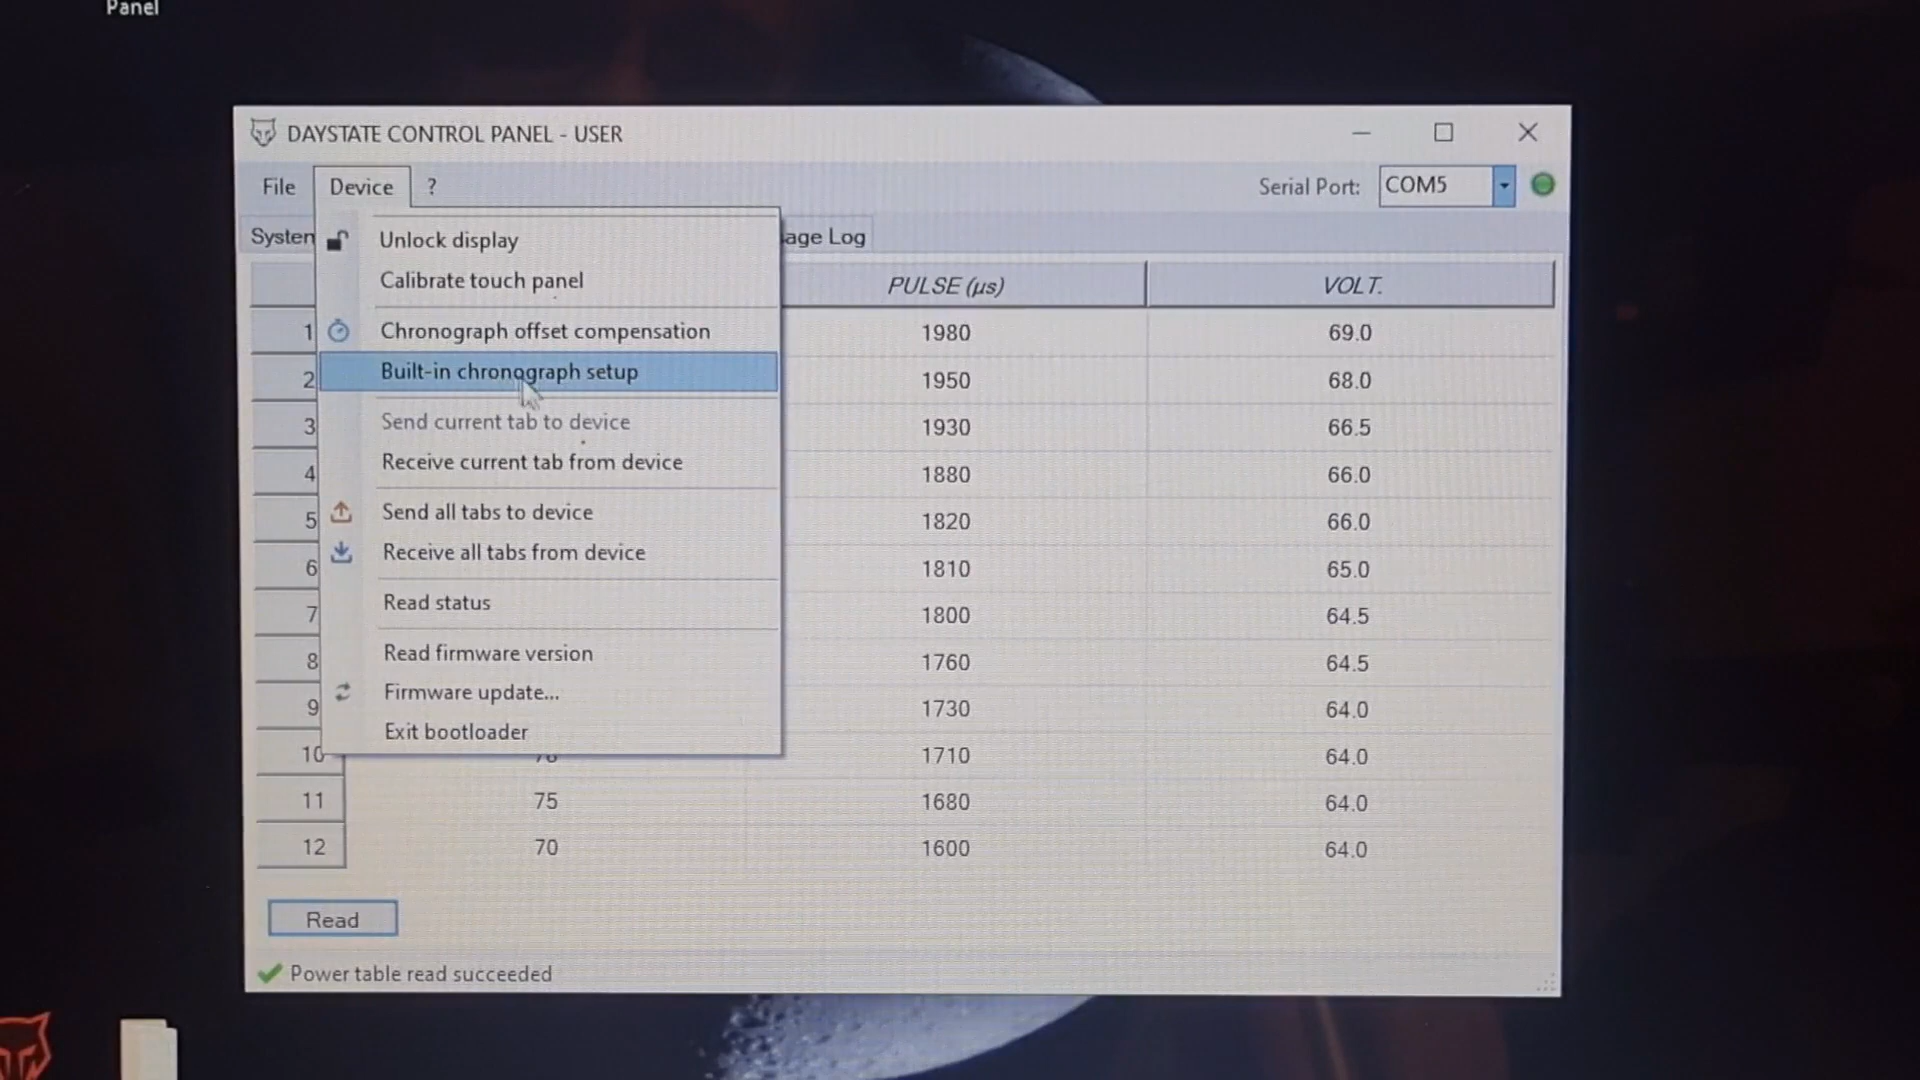 Panel
DAYSTATE CONTROL PANEL - USER
File Device ? Serial Port: COM5
System
age Log
Unlock display
Calibrate touch panel
Chronograph offset compensation
Built-in chronograph setup
Send current tab to device
Receive current tab from device
Send all tabs to device
Receive all tabs from device
Read status
Read firmware version
Firmware update...
Exit bootloader
PULSE (µs) VOLT.
1 1980 69.0
2 1950 68.0
3 1930 66.5
4 1880 66.0
5 1820 66.0
6 1810 65.0
7 1800 64.5
8 1760 64.5
9 1730 64.0
10 1710 64.0
11 75 1680 64.0
12 70 1600 64.0
Read
Power table read succeeded